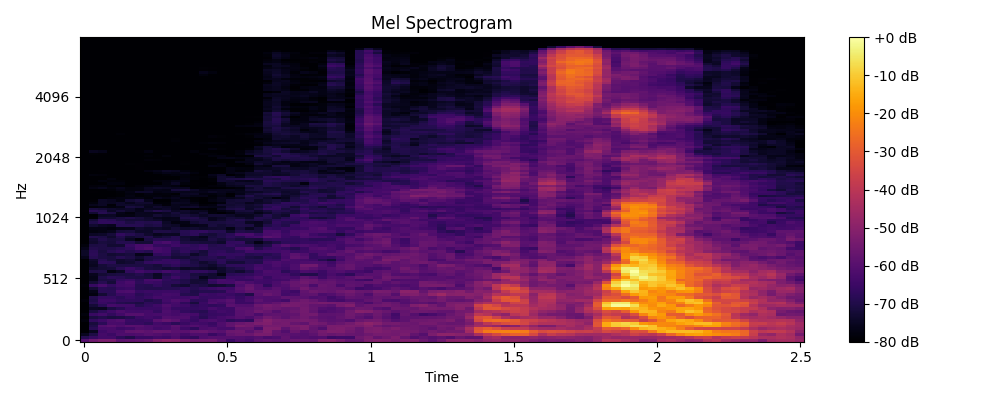 Mel Spectrogram
+0 dB
-10 dB
-20 dB
-30 dB
-40 dB
-50 dB
-60 dB
-70 dB
-80 dB
4096
2048
1024
512
0
Hz
0
0.5
1
1.5
2
2.5
Time